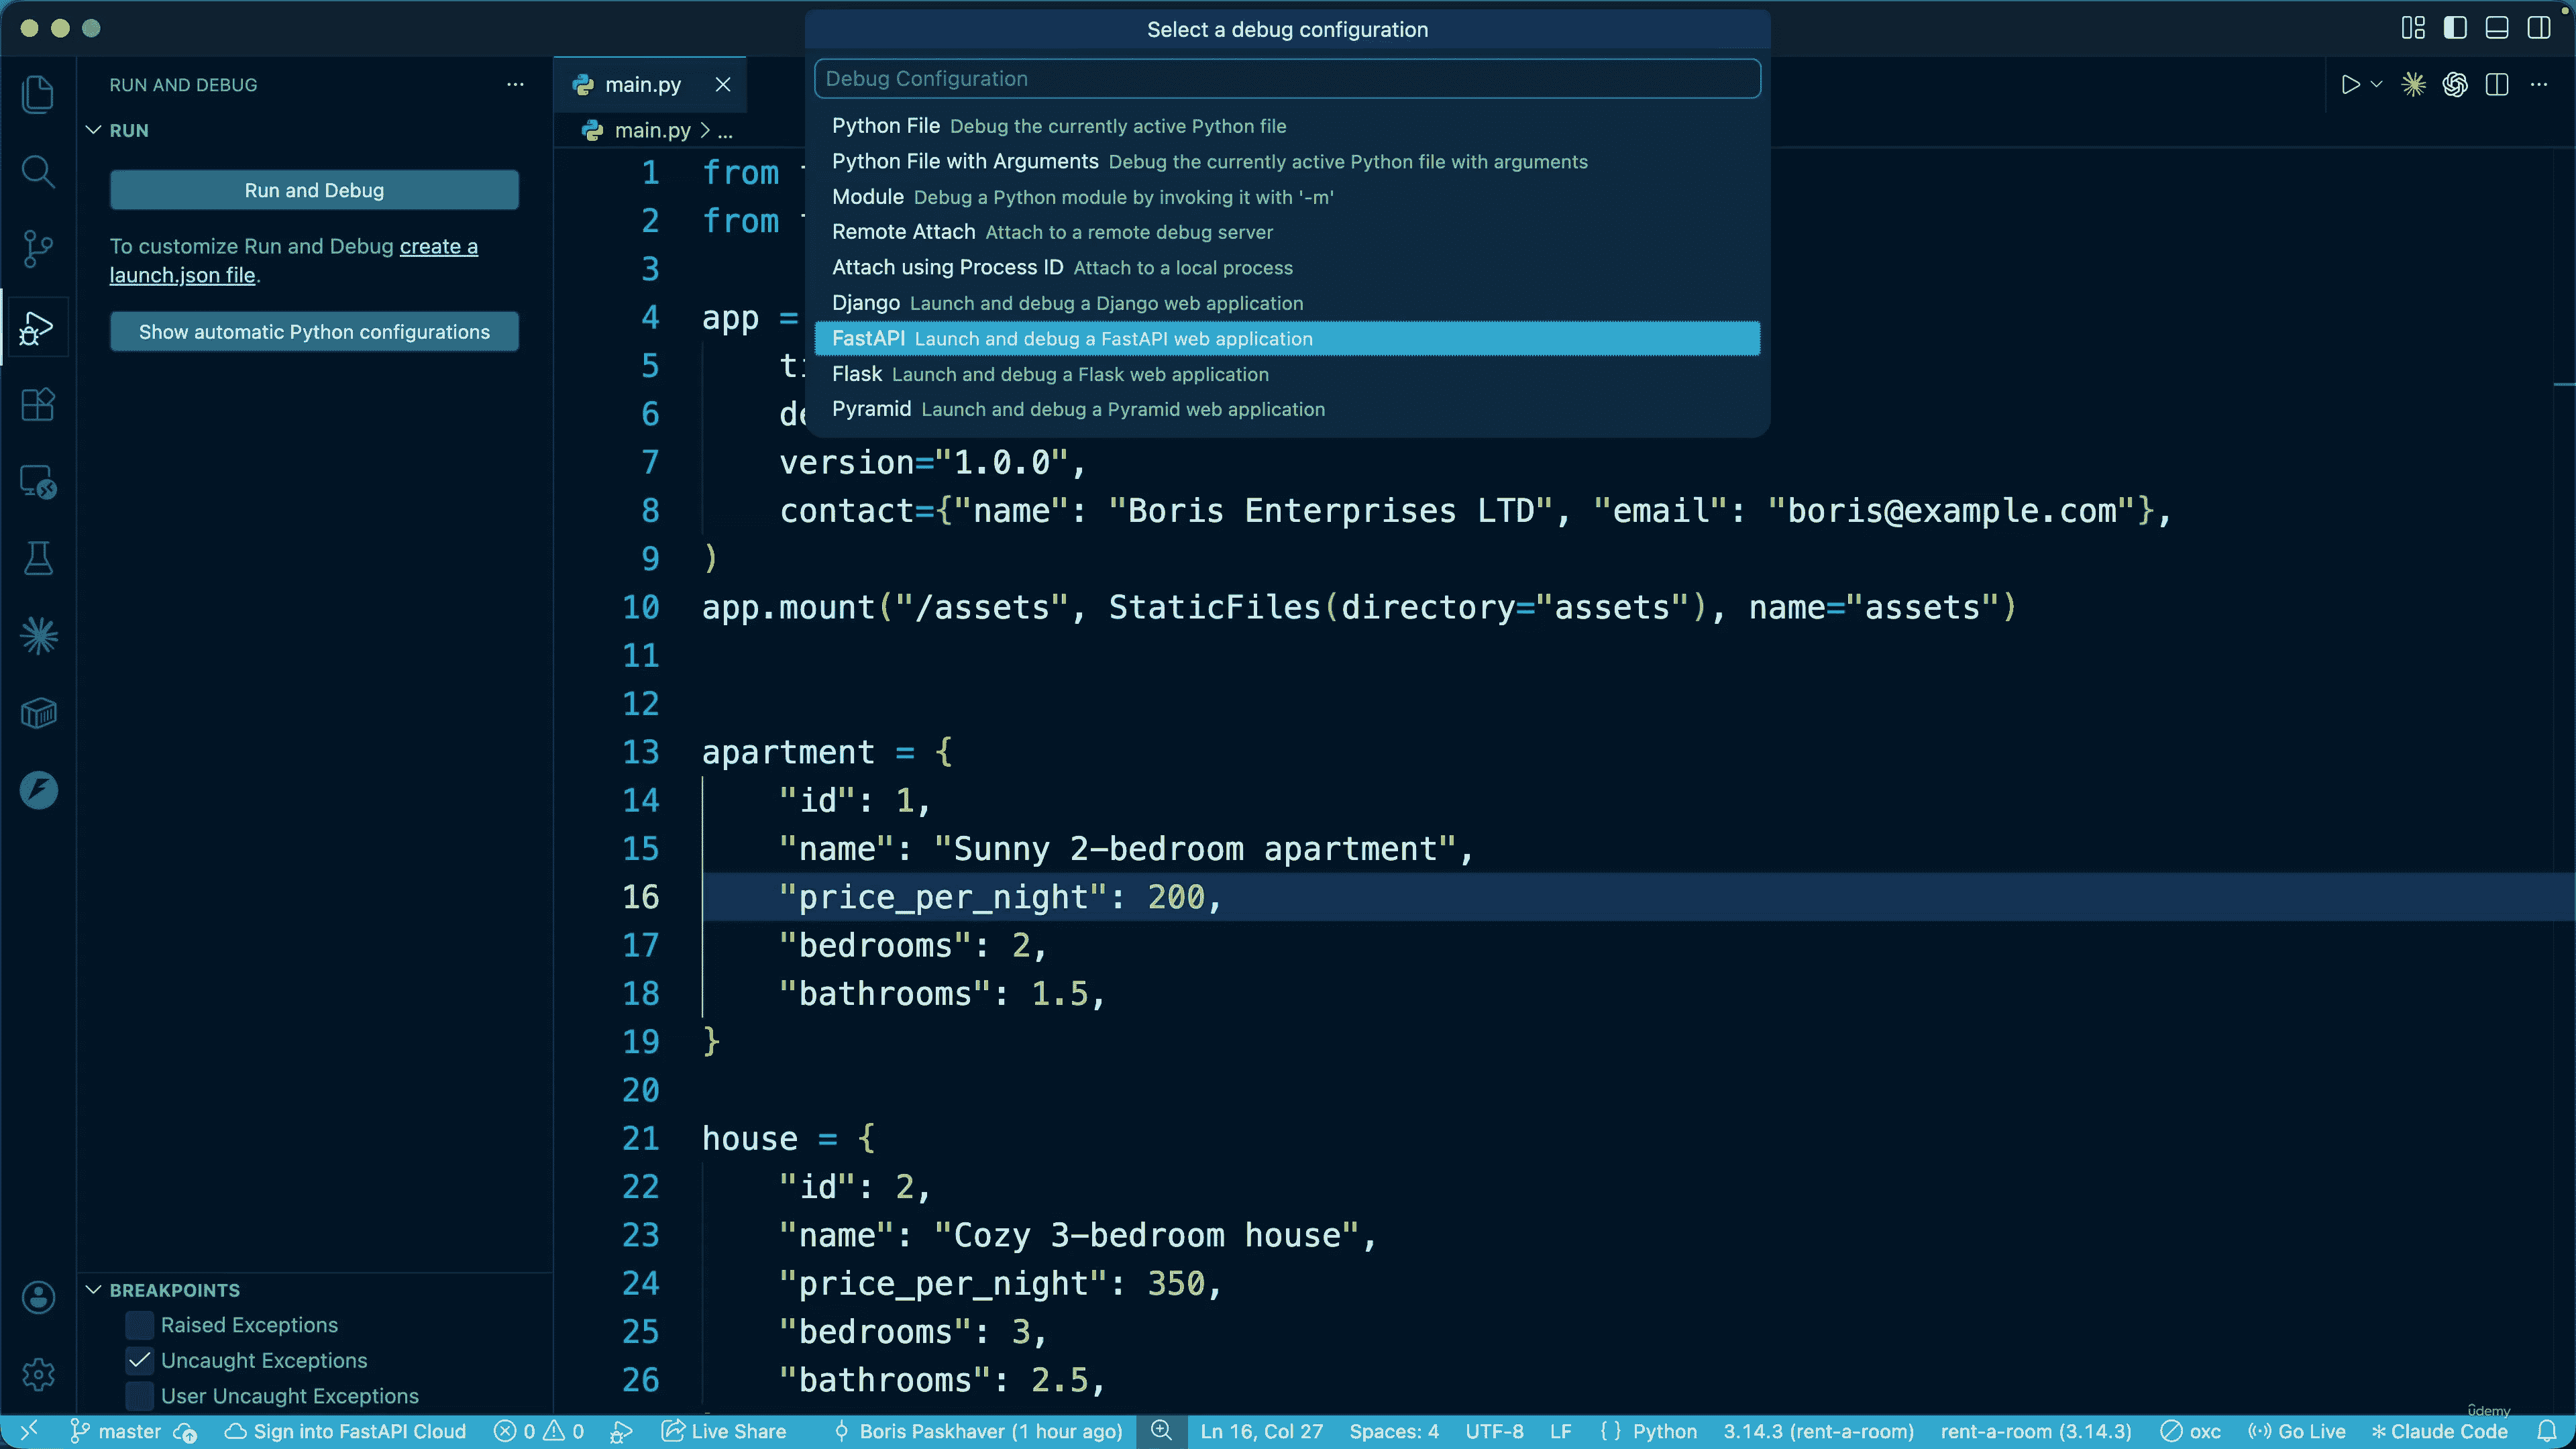 Select a debug configuration
Debug Configuration
Python File Debug the currently active Python file
Python File with Arguments Debug the currently active Python file with arguments
Module Debug a Python module by invoking it with '-m'
Remote Attach Attach to a remote debug server
Attach using Process ID Attach to a local process
Django Launch and debug a Django web application
FastAPI Launch and debug a FastAPI web application
Flask Launch and debug a Flask web application
Pyramid Launch and debug a Pyramid web application
RUN AND DEBUG
RUN
Run and Debug
To customize Run and Debug create a
launch.json file.
Show automatic Python configurations
BREAKPOINTS
Raised Exceptions
Uncaught Exceptions
User Uncaught Exceptions
main.py
main.py > ...
1 from
2 from
3
4 app =
5
6
7 version="1.0.0",
8 contact={"name": "Boris Enterprises LTD", "email": "boris@example.com"},
9 )
10 app.mount("/assets", StaticFiles(directory="assets"), name="assets")
11
12
13 apartment = {
14 "id": 1,
15 "name": "Sunny 2-bedroom apartment",
16 "price_per_night": 200,
17 "bedrooms": 2,
18 "bathrooms": 1.5,
19 }
20
21 house = {
22 "id": 2,
23 "name": "Cozy 3-bedroom house",
24 "price_per_night": 350,
25 "bedrooms": 3,
26 "bathrooms": 2.5,
udemy
master Sign into FastAPI Cloud 0 0 Live Share Boris Paskhaver (1 hour ago) Ln 16, Col 27 Spaces: 4 UTF-8 LF { } Python 3.14.3 (rent-a-room) rent-a-room (3.14.3) oxc Go Live Claude Code